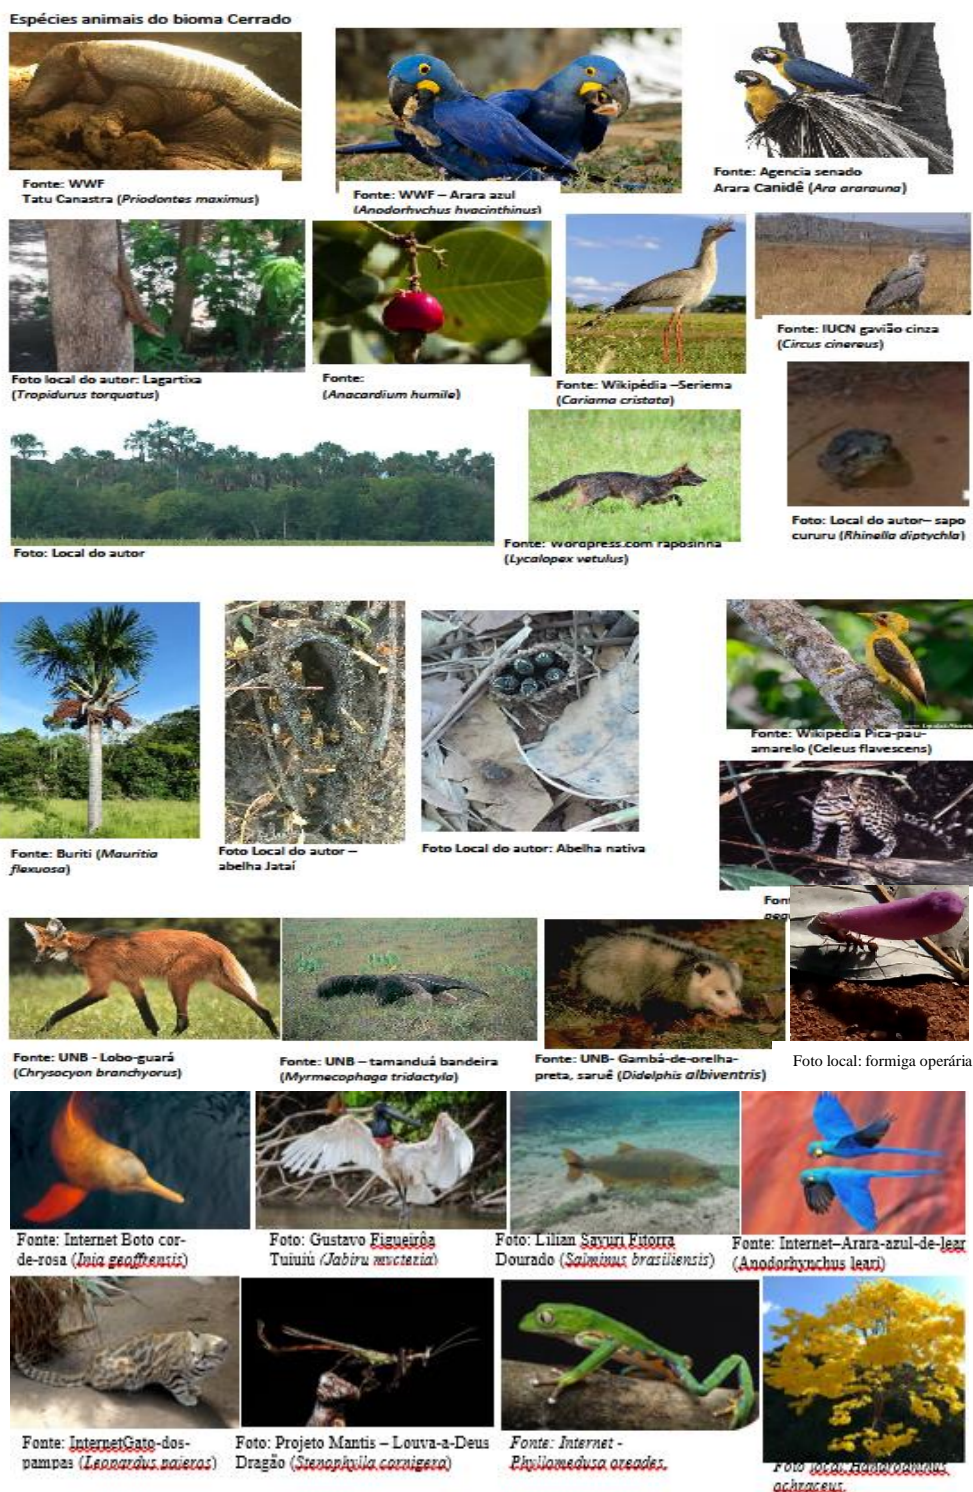 Espécies animais do bioma Cerrado
Fonte: WWF
Tatu Canastra (Priodontes maximus)
Fonte: WWF – Arara azul
(Anodorhychus hyacinthinus)
Fonte: Agencia senado
Arara Canidê (Ara ararauna)
Foto local do autor: Lagartixa
(Tropidurus torquatus)
Fonte:
(Anacardium humile)
Fonte: Wikipédia –Seriema
(Cariama cristata)
Fonte: IUCN gavião cinza
(Circus cinereus)
Foto: Local do autor
Fonte: Wordpress.com raposinha
(Lycalopex vetulus)
Foto: Local do autor– sapo
cururu (Rhinella diptychla)
Fonte: Buriti (Mauritia
flexuosa)
Foto Local do autor –
abelha Jataí
Foto Local do autor: Abelha nativa
Fonte: Wikipédia Pica-pau-
amarelo (Celeus flavescens)
Font
Fonte: UNB - Lobo-guará
(Chrysocyon branchyorus)
Fonte: UNB – tamanduá bandeira
(Myrmecophaga tridactyla)
Fonte: UNB- Gambá-de-orelha-
preta, saruê (Didelphis albiventris)
Foto local: formiga operária
Fonte: Internet Boto cor-
de-rosa (Inia geoffrensis)
Foto: Gustavo Figueirôa
Tuiuiú (Jabiru mycteria)
Foto: Lilian Sayuri Fitorra
Dourado (Salminus brasiliensis)
Fonte: Internet–Arara-azul-de-lear
(Anodorhynchus leari)
Fonte: InternetGato-dos-
pampas (Leopardus pajeros)
Foto: Projeto Mantis – Louva-a-Deus
Dragão (Stenophylla cornigera)
Fonte: Internet -
Phyllomedusa oreades.
Foto local: Handroanthus
ochraceus.